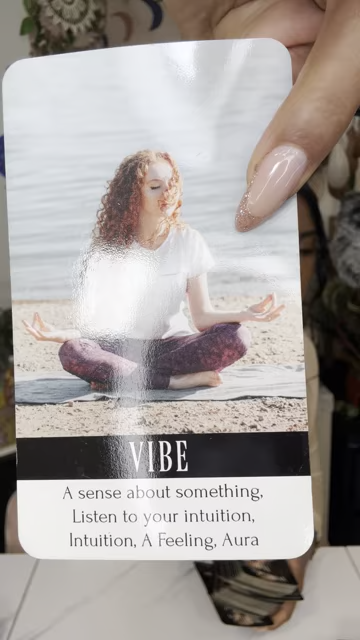 VIBE
A sense about something,
Listen to your intuition,
Intuition, A Feeling, Aura